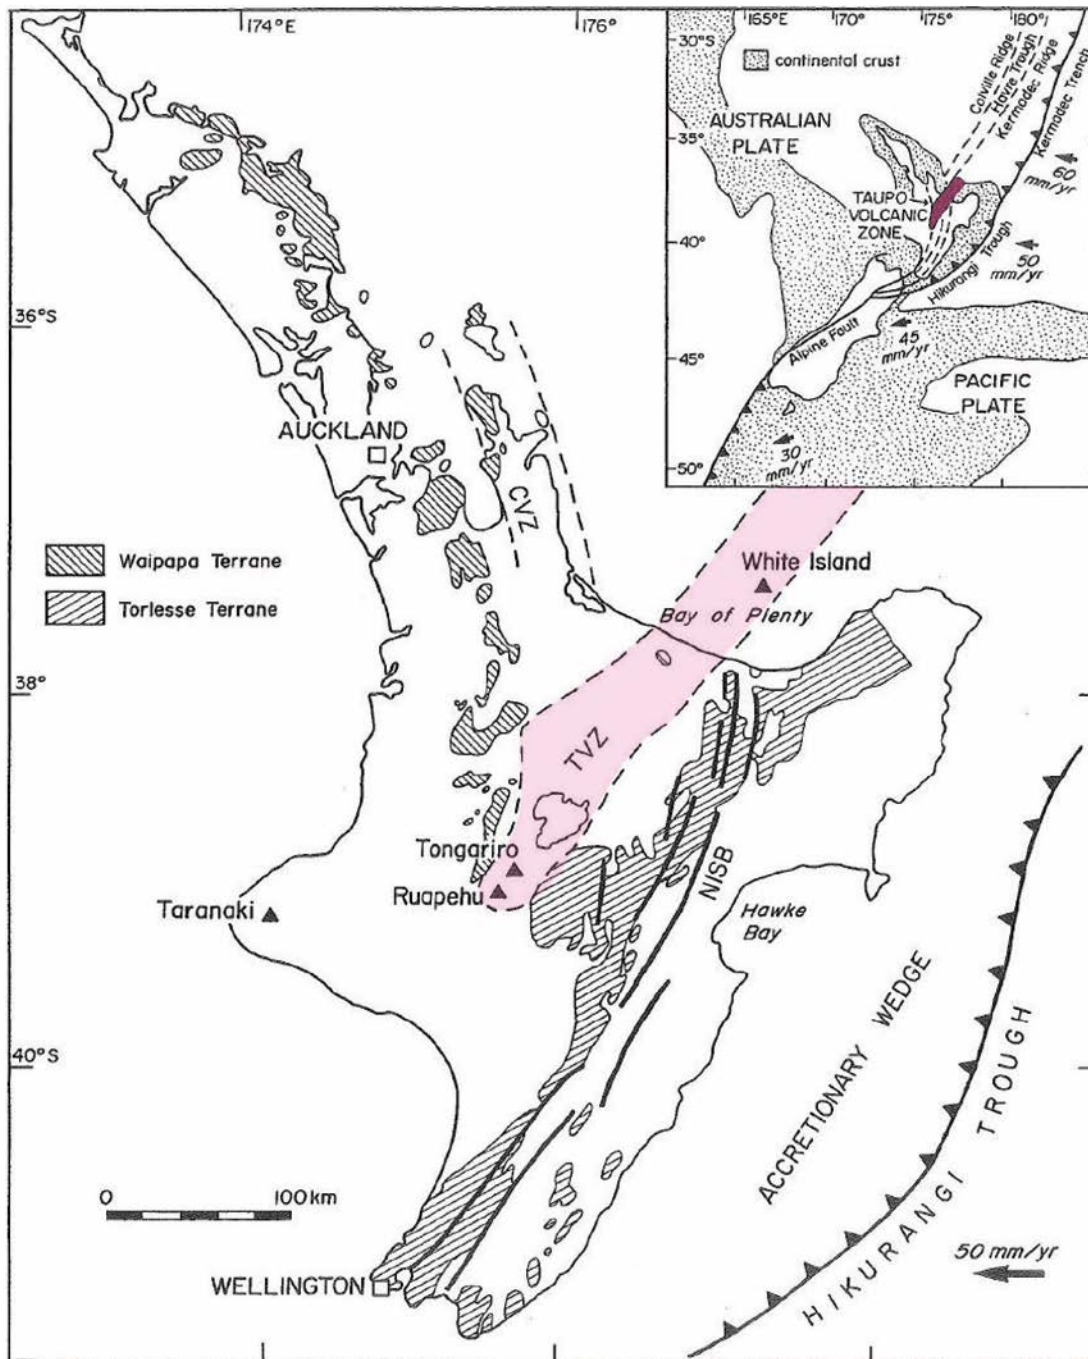 174°E
176°
165°E
170°
175°
180°
30°S
35°
40°
45°
50°
continental crust
Colville Ridge
Havre Trough
Kermodec Ridge
Kermodec Trench
AUSTRALIAN
PLATE
60
mm/yr
TAUPO
VOLCANIC
ZONE
50
mm/yr
Hikurangi Trough
Alpine Fault
45
mm/yr
PACIFIC
PLATE
30
mm/yr
36°S
AUCKLAND
CVZ
Waipapa Terrane
Torlesse Terrane
White Island
Bay of Plenty
38°
TVZ
Tongariro
Ruapehu
Taranaki
NISB
Hawke
Bay
40°S
ACCRETIONARY WEDGE
HIKURANGI TROUGH
0 100 km
50 mm/yr
WELLINGTON